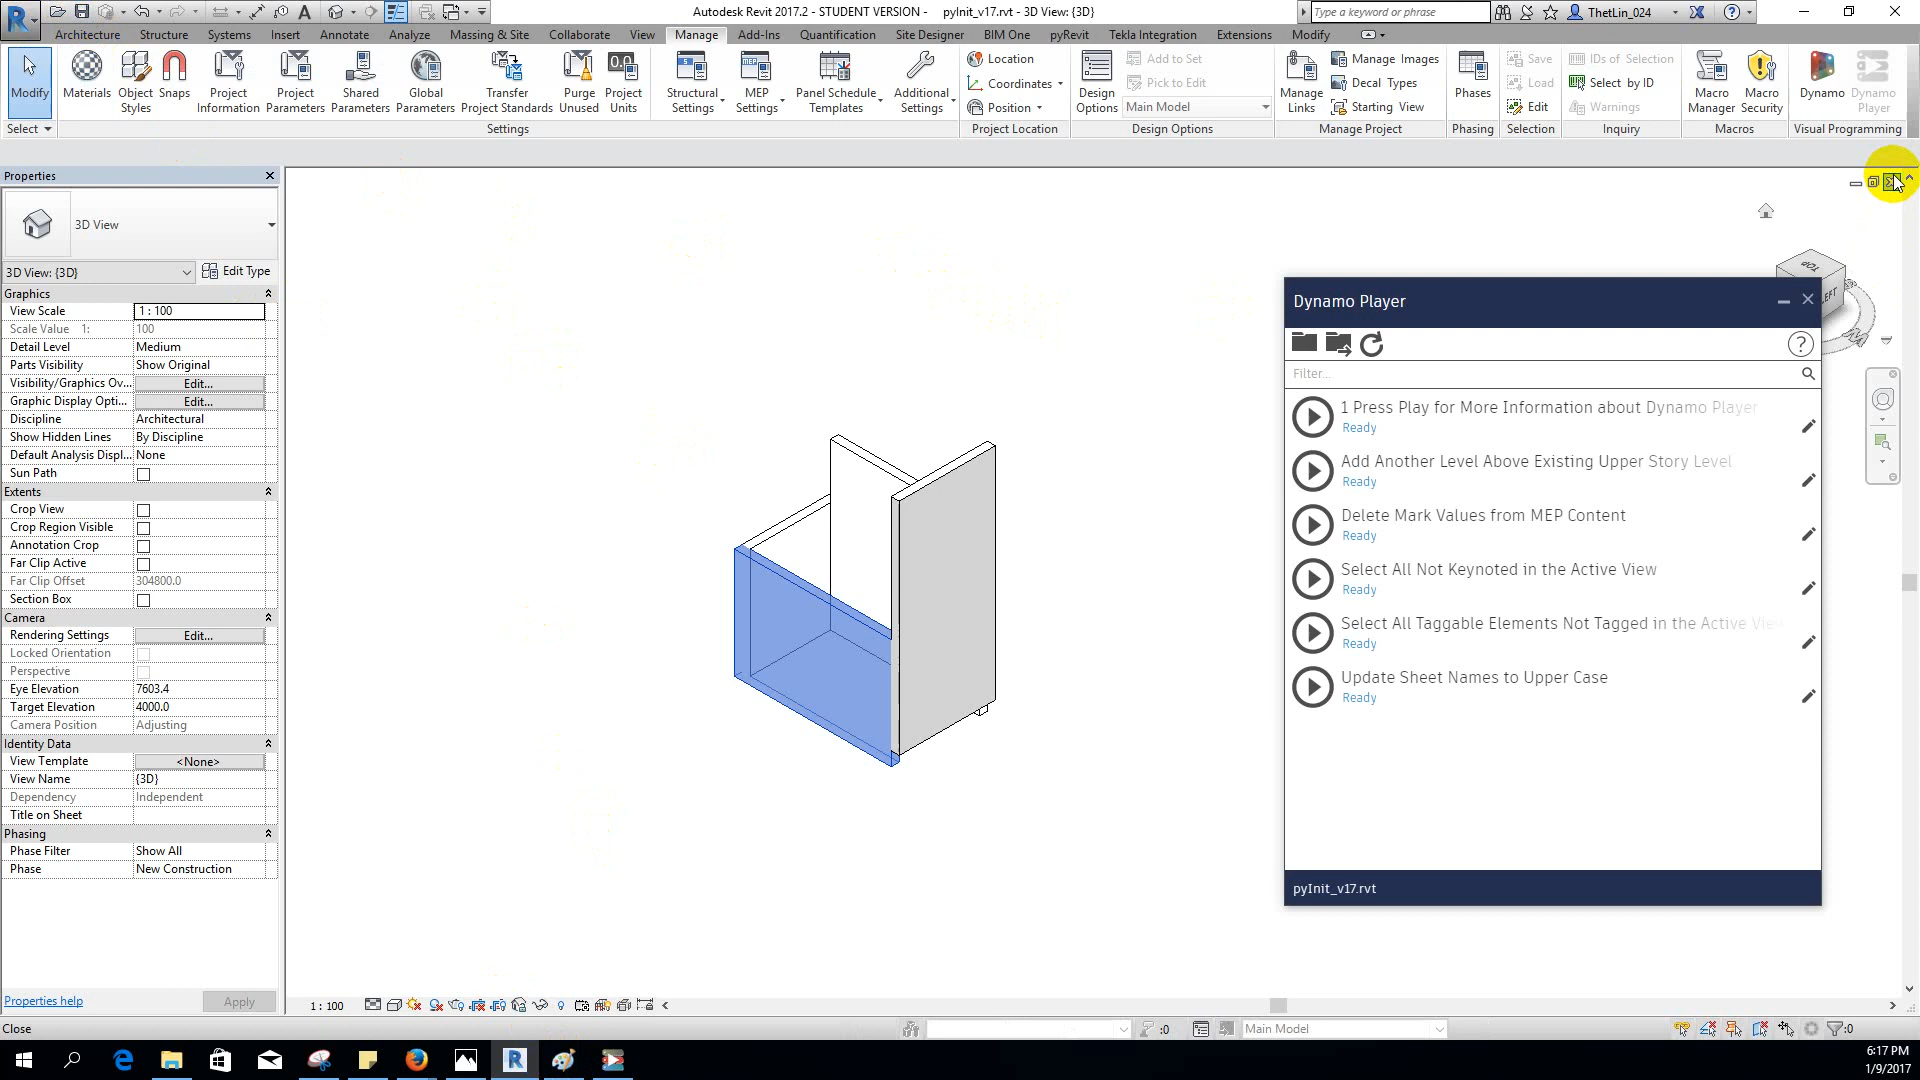 Autodesk Revit 2017.2 - STUDENT VERSION - pyInit_v17.rvt - 3D View: {3D}
Type a keyword or phrase
ThetLin_024
Architecture Structure Systems Insert Annotate Analyze Massing & Site Collaborate View Manage Add-Ins Quantification Site Designer BIM One pyRevit Tekla Integration Extensions Modify
Modify
Select
Materials
Object Styles
Snaps
Project Information
Project Parameters
Shared Parameters
Global Parameters
Transfer Project Standards
Purge Unused
Project Units
Settings
Structural Settings
MEP Settings
Panel Schedule Templates
Additional Settings
Location
Coordinates
Position
Project Location
Design Options
Add to Set
Pick to Edit
Main Model
Design Options
Manage Links
Manage Images
Decal Types
Starting View
Manage Project
Phases
Phasing
Save
Load
Edit
Selection
IDs of Selection
Select by ID
Warnings
Inquiry
Macro Manager
Macro Security
Macros
Dynamo
Dynamo Player
Visual Programming
Properties
3D View
3D View: {3D}
Edit Type
Graphics
View Scale 1 : 100
Scale Value 1: 100
Detail Level Medium
Parts Visibility Show Original
Visibility/Graphics Ov... Edit...
Graphic Display Opti... Edit...
Discipline Architectural
Show Hidden Lines By Discipline
Default Analysis Displ... None
Sun Path
Extents
Crop View
Crop Region Visible
Annotation Crop
Far Clip Active
Far Clip Offset 304800.0
Section Box
Camera
Rendering Settings Edit...
Locked Orientation
Perspective
Eye Elevation 7603.4
Target Elevation 4000.0
Camera Position Adjusting
Identity Data
View Template <None>
View Name {3D}
Dependency Independent
Title on Sheet
Phasing
Phase Filter Show All
Phase New Construction
Properties help
Apply
TOP
Dynamo Player
Filter...
1 Press Play for More Information about Dynamo Player
Ready
Add Another Level Above Existing Upper Story Level
Ready
Delete Mark Values from MEP Content
Ready
Select All Not Keynoted in the Active View
Ready
Select All Taggable Elements Not Tagged in the Active View
Ready
Update Sheet Names to Upper Case
Ready
pyInit_v17.rvt
1 : 100
Close
:0
Main Model
:0
6:17 PM
1/9/2017